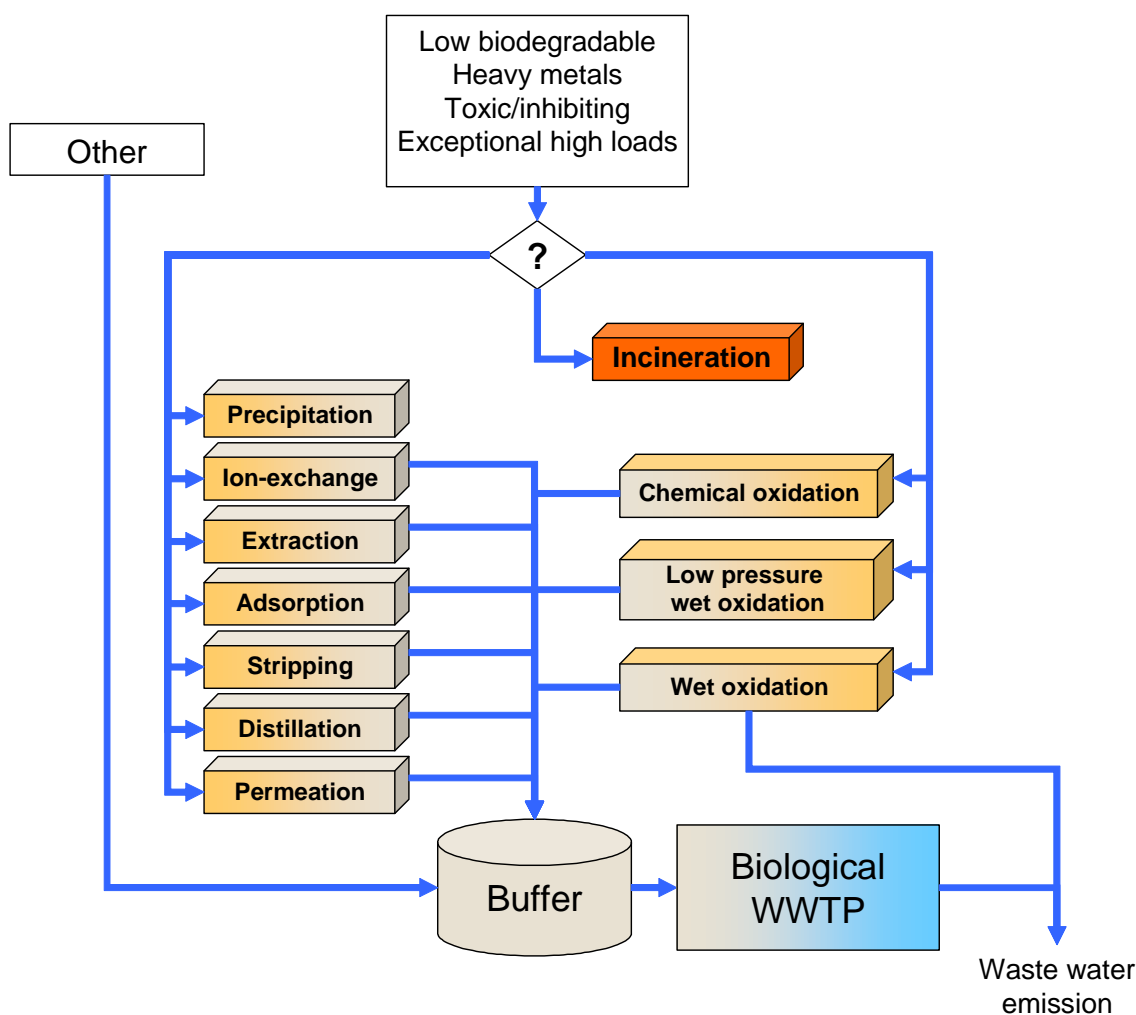 Low biodegradable
Heavy metals
Toxic/inhibiting
Exceptional high loads
Other
?
Incineration
Precipitation
Ion-exchange
Extraction
Adsorption
Stripping
Distillation
Permeation
Chemical oxidation
Low pressure
wet oxidation
Wet oxidation
Buffer
Biological
WWTP
Waste water
emission